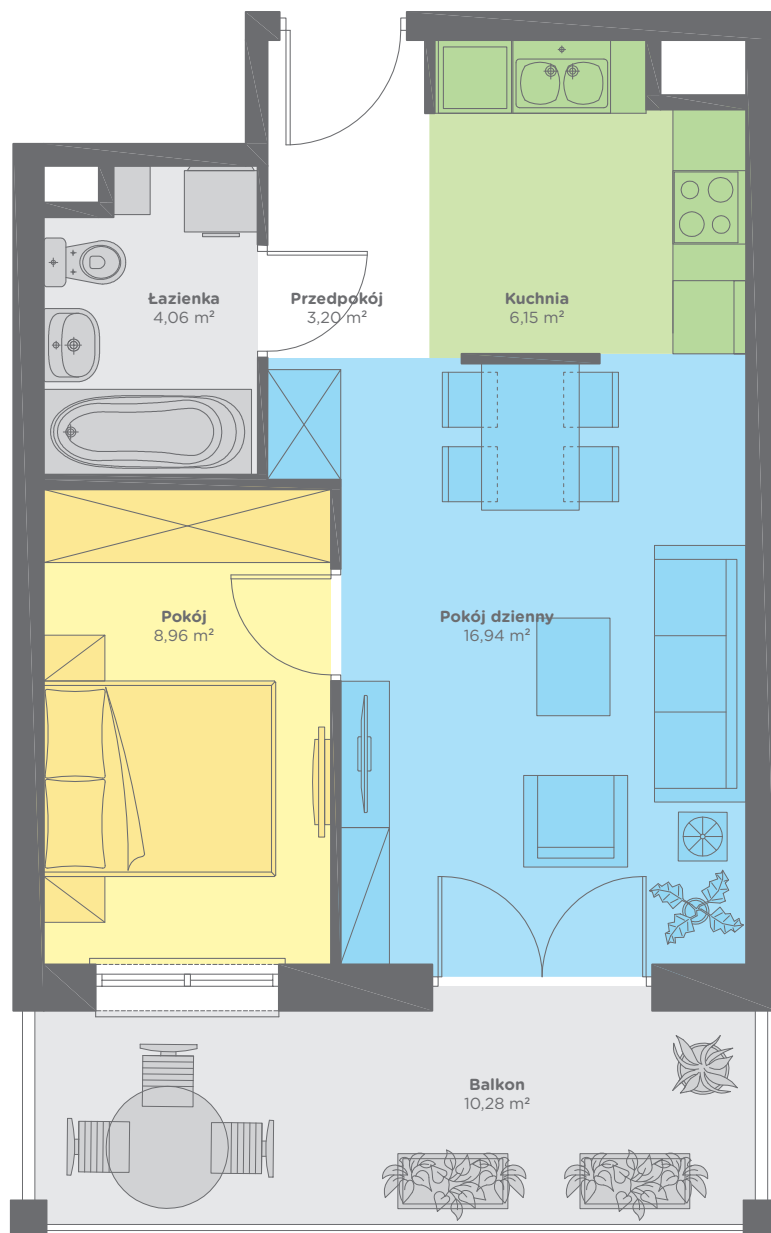 Łazienka
4,06 m²
Przedpokój
3,20 m²
Kuchnia
6,15 m²
Pokój
8,96 m²
Pokój dzienny
16,94 m²
Balkon
10,28 m²